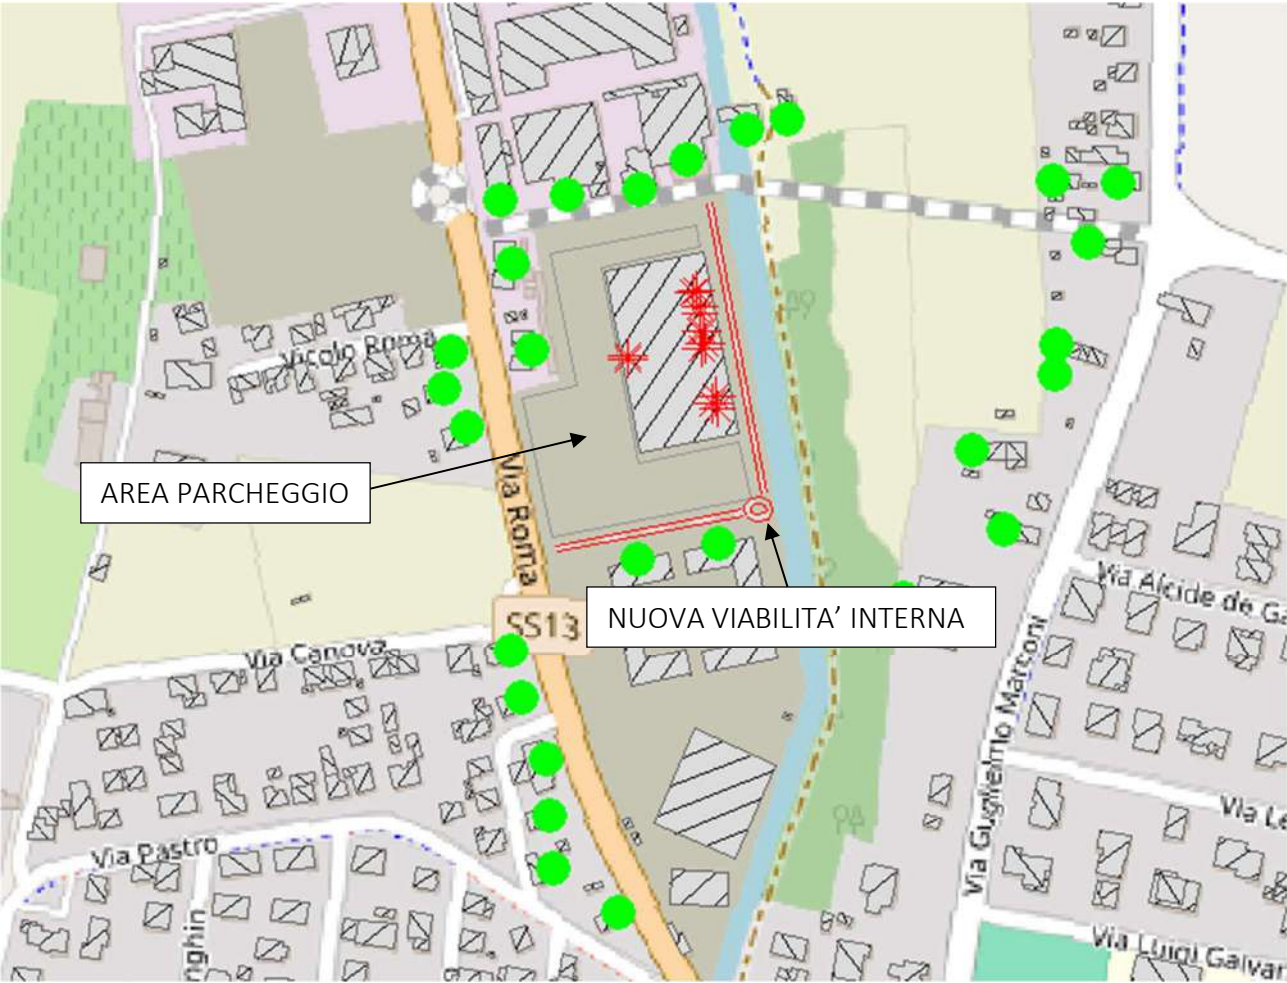 Vicolo Roma
AREA PARCHEGGIO
Via Roma
SS13
NUOVA VIABILITA' INTERNA
Via Alcide de Ga
Via Canova
Via Guglielmo Marconi
Via Le
Via Pastro
nghin
Via Luigi Galvan